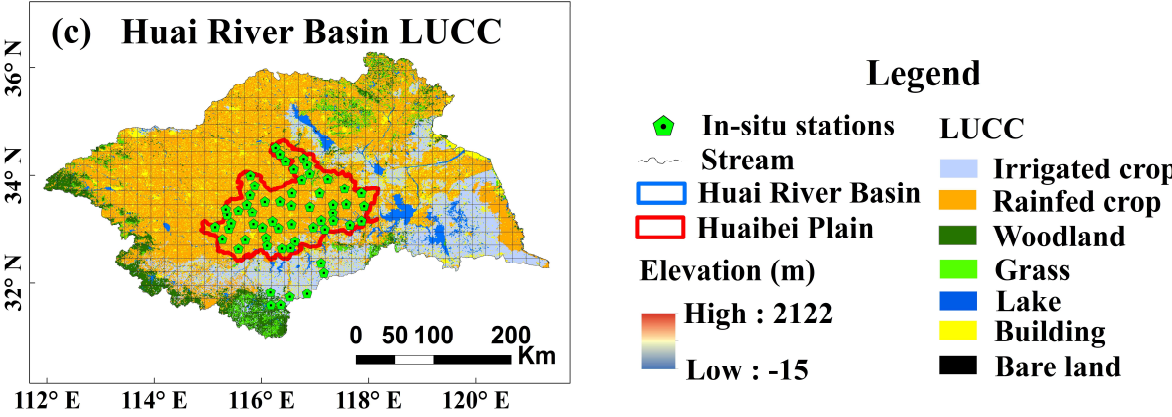 (c) Huai River Basin LUCC
36° N
34° N
32° N
112° E 114° E 116° E 118° E 120° E
0 50 100 200
Km
Legend
In-situ stations
Stream
Huai River Basin
Huaibei Plain
Elevation (m)
High : 2122
Low : -15
LUCC
Irrigated crop
Rainfed crop
Woodland
Grass
Lake
Building
Bare land